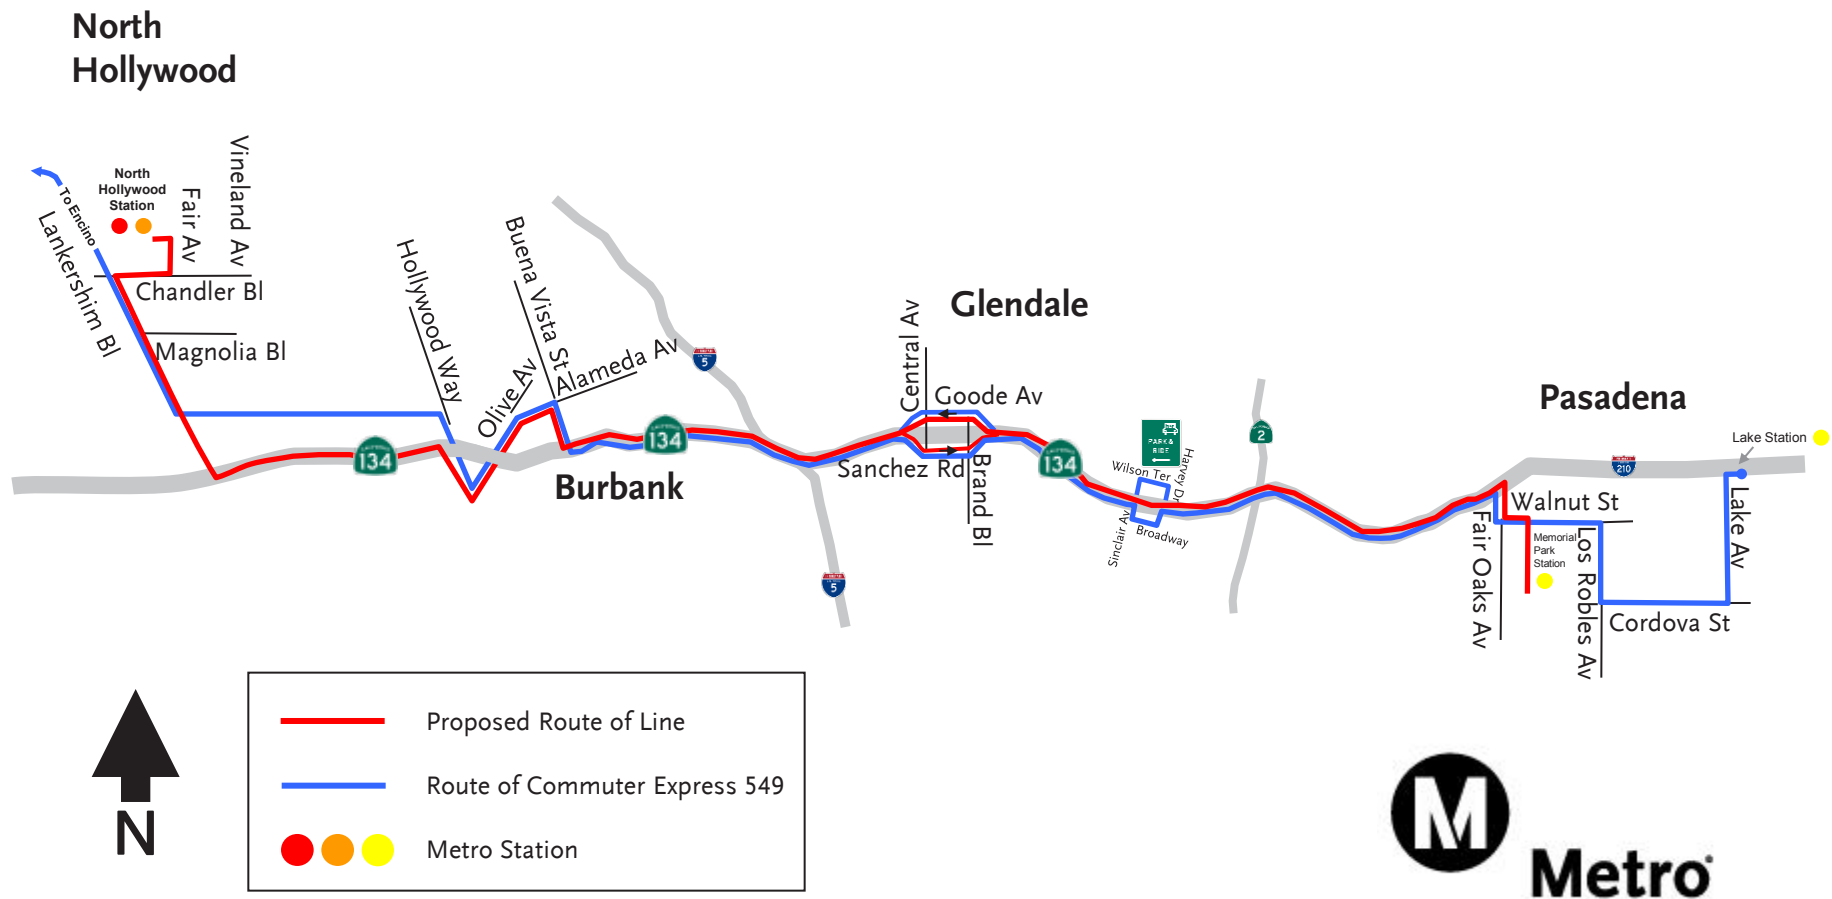 North
Hollywood
North
Hollywood
Station
To Encino
Lankershim Bl
Fair Av
Vineland Av
Chandler Bl
Magnolia Bl
Hollywood Way
Olive Av
Buena Vista St
Alameda Av
134
Burbank
134
5
5
Central Av
Glendale
Goode Av
Sanchez Rd
Brand Bl
134
PARK &
RIDE
Wilson Ter
Harvey Dr
Sinclair Av
Broadway
2
Pasadena
Lake Station
210
Walnut St
Fair Oaks Av
Memorial
Park
Station
Los Robles Av
Lake Av
Cordova St
N
Proposed Route of Line
Route of Commuter Express 549
Metro Station
M
Metro